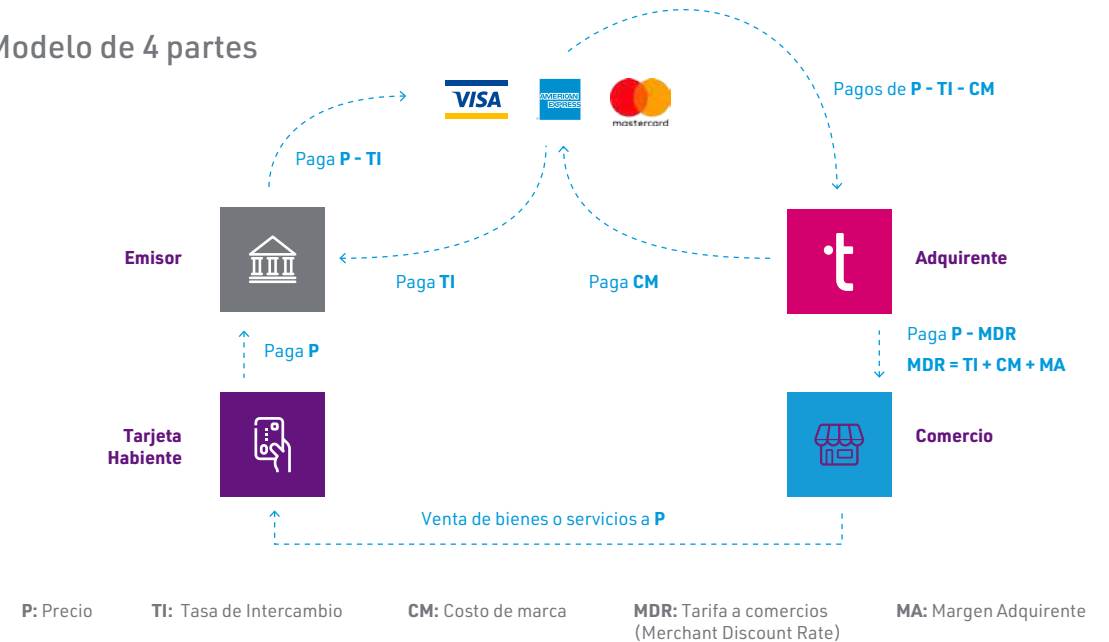 Modelo de 4 partes
VISA
AMERICAN
EXPRESS
mastercard
Pagos de P - TI - CM
Paga P - TI
Emisor
Paga TI
Paga CM
t
Adquirente
Paga P
Paga P - MDR
MDR = TI + CM + MA
Tarjeta
Habiente
Comercio
Venta de bienes o servicios a P
P: Precio
TI: Tasa de Intercambio
CM: Costo de marca
MDR: Tarifa a comercios
(Merchant Discount Rate)
MA: Margen Adquirente